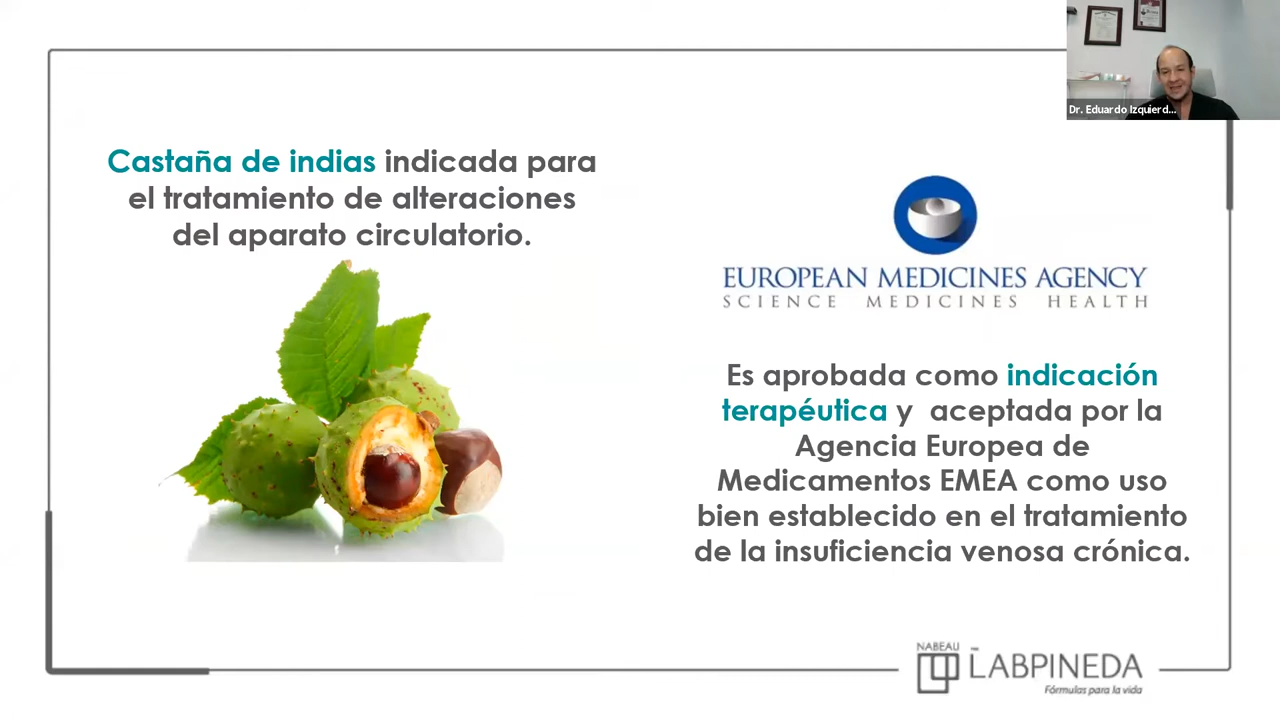 Dr. Eduardo Izquierd...
Castaña de indias indicada para
el tratamiento de alteraciones
del aparato circulatorio.
EUROPEAN MEDICINES AGENCY
SCIENCE MEDICINES HEALTH
Es aprobada como indicación
terapéutica y aceptada por la
Agencia Europea de
Medicamentos EMEA como uso
bien establecido en el tratamiento
de la insuficiencia venosa crónica.
NABEAU
LABPINEDA
Fórmulas para la vida